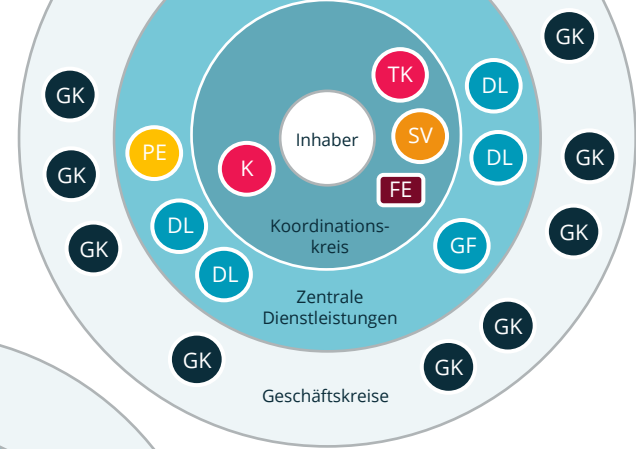 GK
TK
DL
GK
Inhaber
SV
PE
K
DL
GK
GK
FE
DL
Koordinations-
kreis
GF
GK
GK
DL
Zentrale
Dienstleistungen
GK
GK
GK
Geschäftskreise